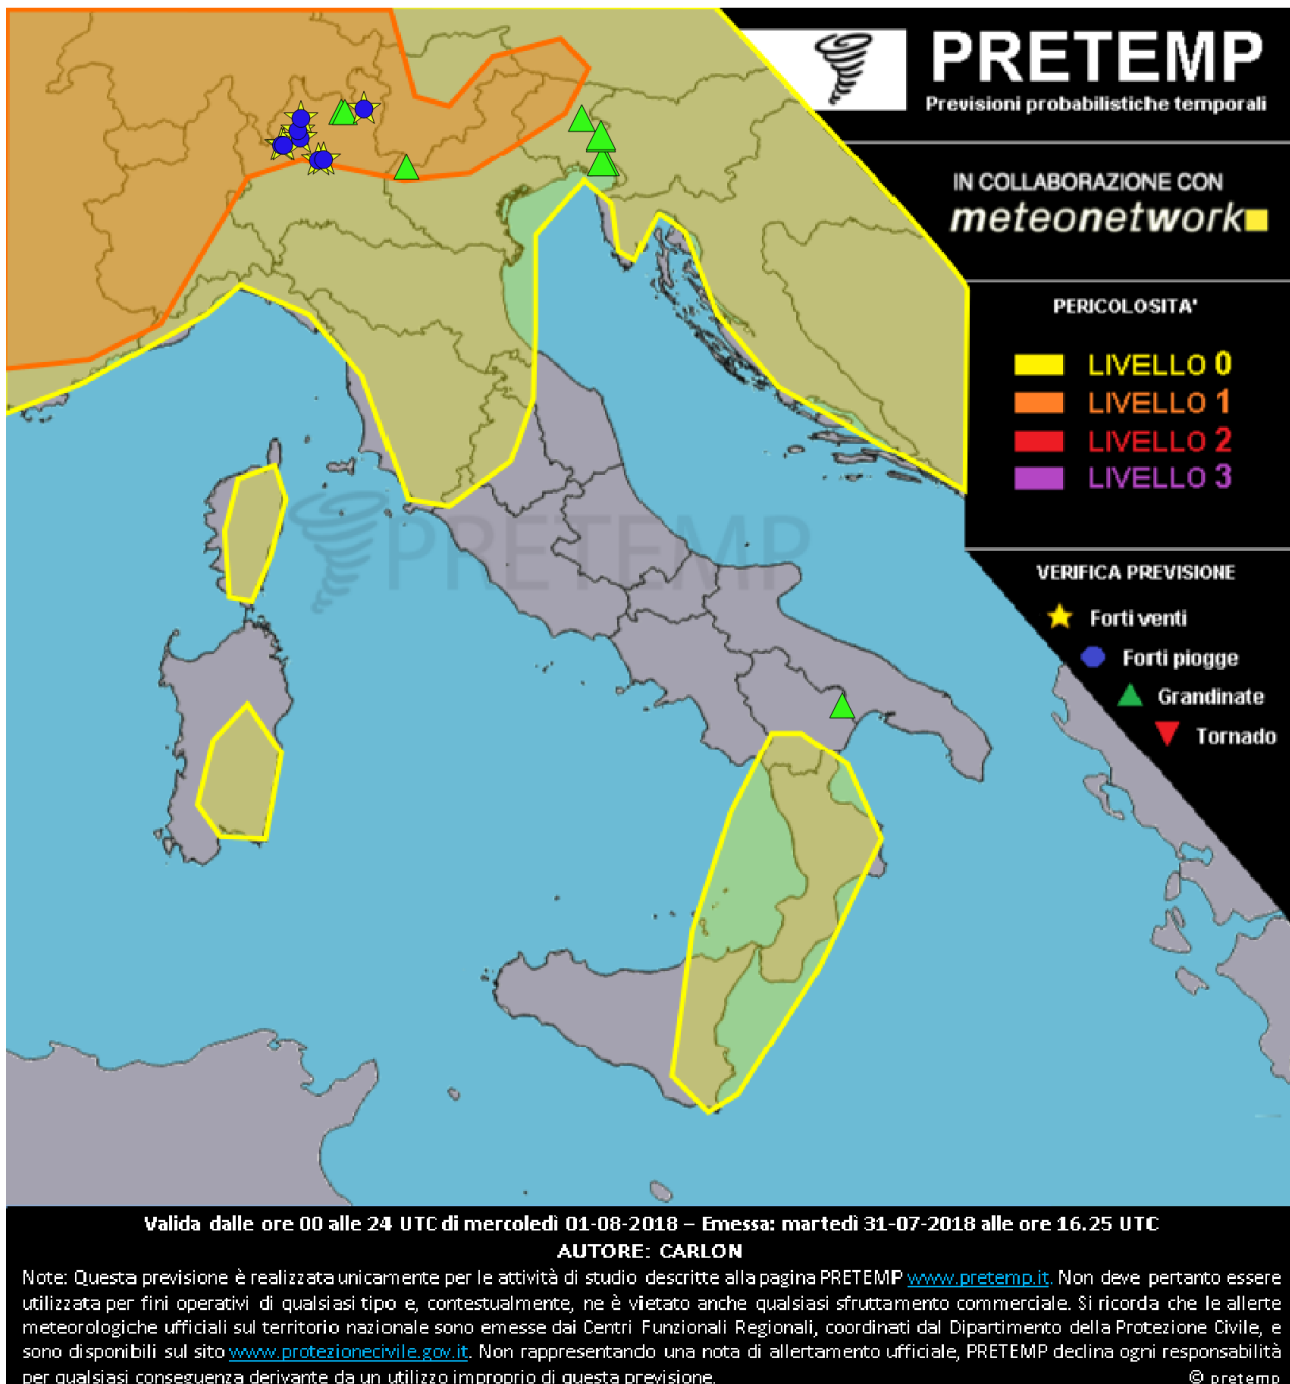 PRETEMP
Previsioni probabilistiche temporali
IN COLLABORAZIONE CON
meteonetwork
PERICOLOSITA'
LIVELLO 0
LIVELLO 1
LIVELLO 2
LIVELLO 3
VERIFICA PREVISIONE
Forti venti
Forti piogge
Grandinate
Tornado
PRETEMP
Valida dalle ore 00 alle 24 UTC di mercoledì 01-08-2018 – Emessa: martedì 31-07-2018 alle ore 16.25 UTC
AUTORE: CARLON
Note: Questa previsione è realizzata unicamente per le attività di studio descritte alla pagina PRETEMP www.pretemp.it. Non deve pertanto essere
utilizzata per fini operativi di qualsiasi tipo e, contestualmente, ne è vietato anche qualsiasi sfruttamento commerciale. Si ricorda che le allerte
meteorologiche ufficiali sul territorio nazionale sono emesse dai Centri Funzionali Regionali, coordinati dal Dipartimento della Protezione Civile, e
sono disponibili sul sito www.protezionecivile.gov.it. Non rappresentando una nota di allertamento ufficiale, PRETEMP declina ogni responsabilità
per qualsiasi conseguenza derivante da un utilizzo improprio di questa previsione. © pretemp